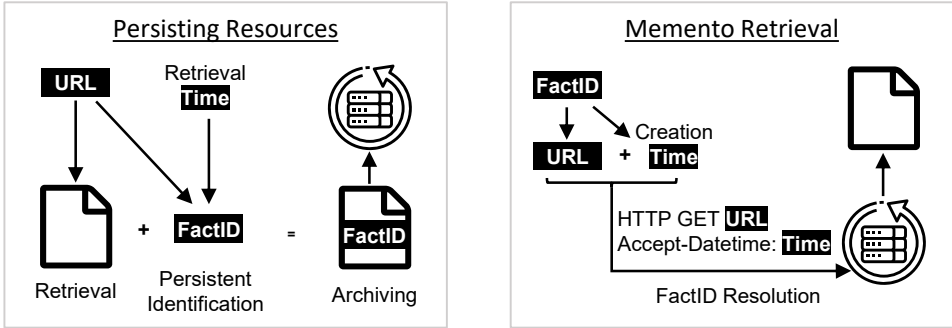 Persisting Resources
URL
Retrieval
Time
+
FactID
=
FactID
Retrieval
Persistent
Identification
Archiving
Memento Retrieval
FactID
Creation
URL
+
Time
HTTP GET URL
Accept-Datetime: Time
FactID Resolution